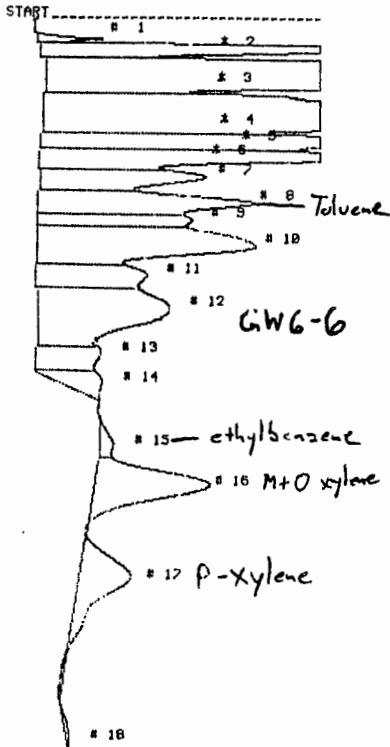 START
# 1
* 2
* 3
* 4
* 5
* 6
* 7
# 8 Toluene
# 9
# 10
# 11
# 12
GW6-6
# 13
# 14
# 15 — ethylbenzene
# 16 M+O xylene
# 17 P-xylene
# 18